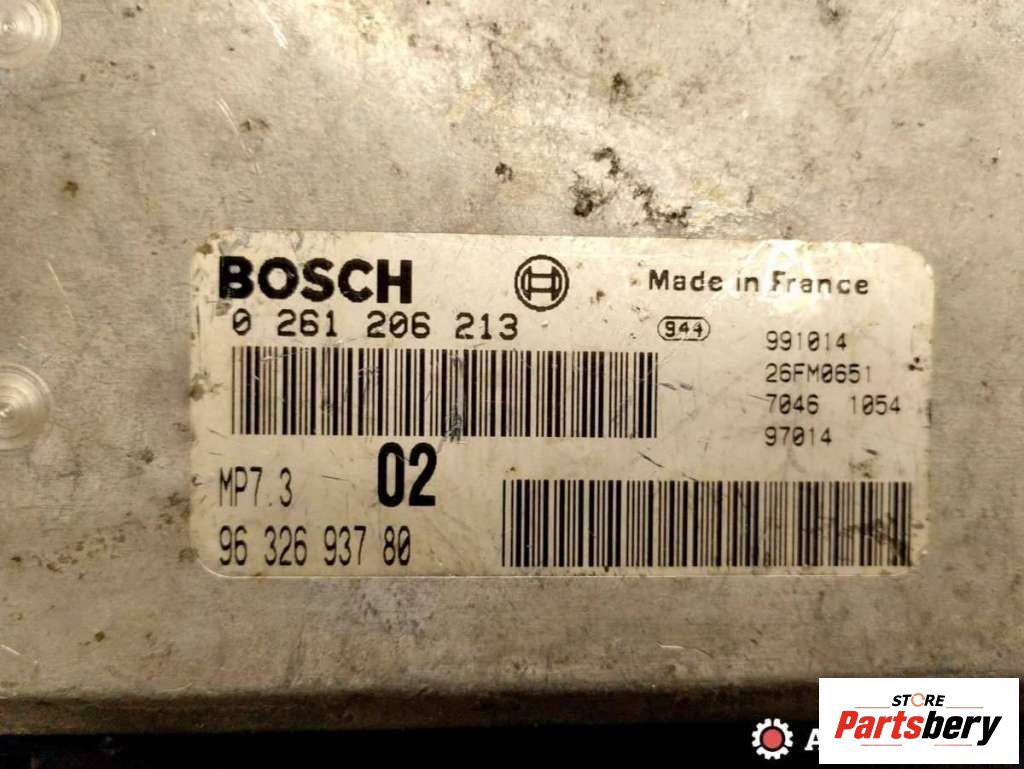 BOSCH
Made in France
0 261 206 213
944
991014
26FM0651
7046 1054
97014
MP7.3
02
96 326 937 80
STORE
Partsbery